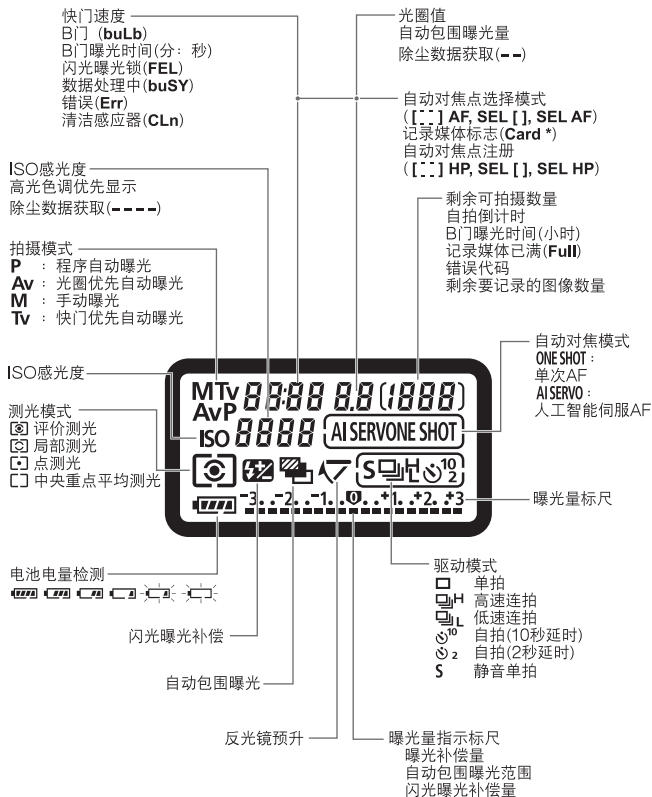 快门速度
B门 (buLb)
B门曝光时间(分：秒)
闪光曝光锁(FEL)
数据处理中(buSY)
错误(Err)
清洁感应器(CLn)
光圈值
自动包围曝光量
除尘数据获取(– –)
自动对焦点选择模式
([ ] AF, SEL [ ], SEL AF)
记录媒体标志(Card *)
自动对焦点注册
([ ] HP, SEL [ ], SEL HP)
ISO感光度
高光色调优先显示
除尘数据获取(– – – –)
剩余可拍摄数量
自拍倒计时
B门曝光时间(小时)
记录媒体已满(Full)
错误代码
剩余要记录的图像数量
拍摄模式
P ：程序自动曝光
Av ：光圈优先自动曝光
M ：手动曝光
Tv ：快门优先自动曝光
自动对焦模式
ONE SHOT：
单次AF
AI SERVO：
人工智能伺服AF
ISO感光度
测光模式
评价测光
局部测光
点测光
中央重点平均测光
MTv 88:88 8.8 (1888)
AvP
ISO 8888 AI SERVONE SHOT
S H 10 2
-3..-2..-1..0..+1..+2..+3
曝光量标尺
电池电量检测
驱动模式
单拍
H 高速连拍
L 低速连拍
10 自拍(10秒延时)
2 自拍(2秒延时)
S 静音单拍
闪光曝光补偿
自动包围曝光
反光镜预升
曝光量指示标尺
曝光补偿量
自动包围曝光范围
闪光曝光补偿量